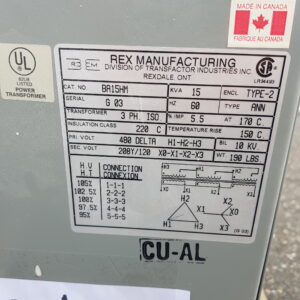 MADE IN CANADA
FABRIQUE AU CANADA
UL
LISTED
POWER
TRANSFORMER
REX MANUFACTURING
DIVISION OF TRANSFACTOR INDUSTRIES INC.
REXDALE, ONT
LR34493
CAT NO BA15HM KVA 15 ENCL TYPE-2
SERIAL G 03 HZ 60 TYPE ANN
TRANSFORMER 3 PH. ISO %IMP 5.5 AT 170 C.
INSULATION CLASS 220 C TEMPERATURE RISE 150 C.
PRI VOLT 480 DELTA H1-H2-H3 BIL 10 KV
SEC VOLT 208Y/120 X0-X1-X2-X3 WT 190 LBS
H V CONNECTION
H T CONNEXION
105% 1-1-1
102.5% 2-2-2
100% 3-3-3
97.5% 4-4-4
95% 5-5-5
H2
H1
H3
X2
X1
X0
X3
CU-AL